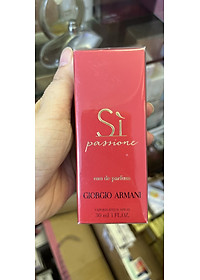 Sì
passione
eau de parfum
GIORGIO ARMANI
30 ml 1 FL.OZ.